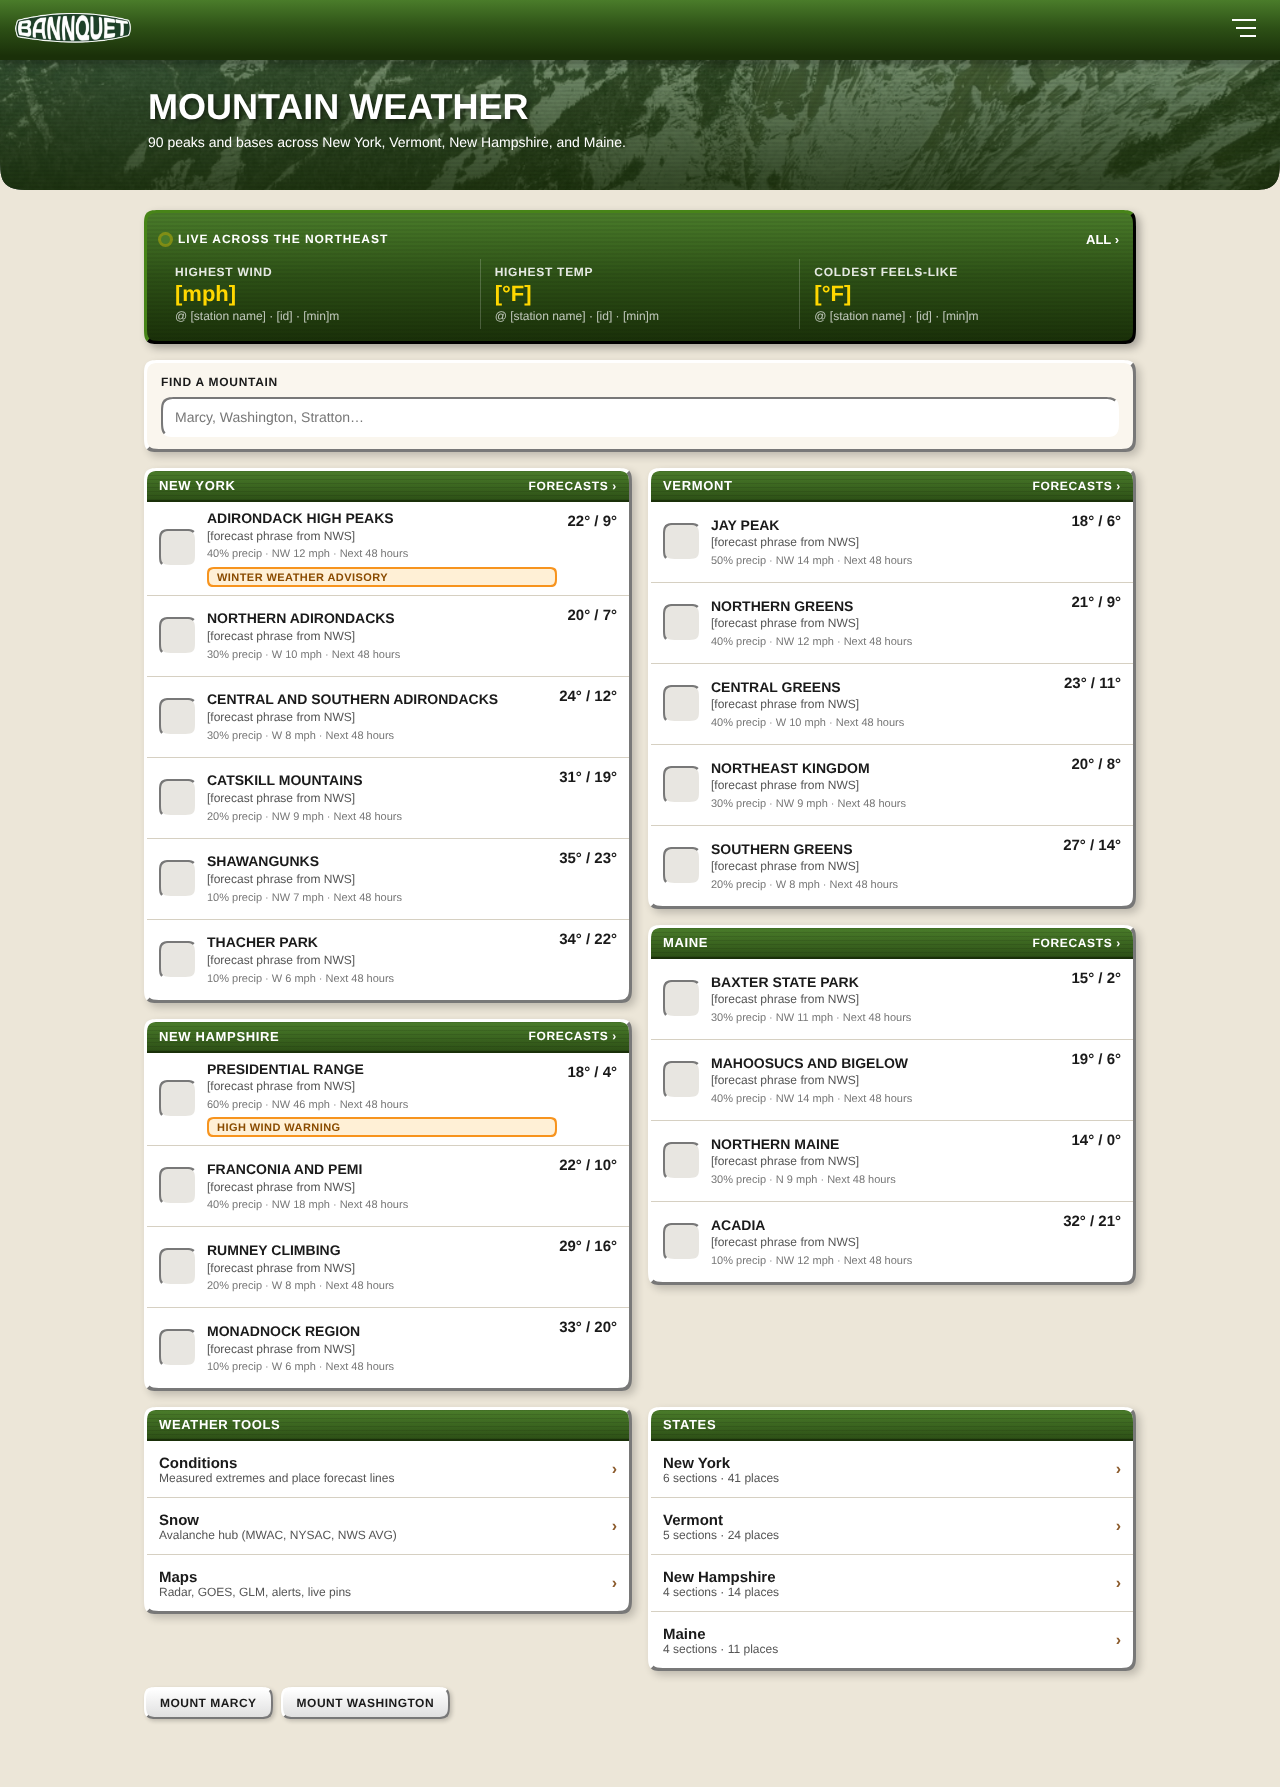 BANNQUET
MOUNTAIN WEATHER
90 peaks and bases across New York, Vermont, New Hampshire, and Maine.
LIVE ACROSS THE NORTHEAST
ALL ›
HIGHEST WIND
[mph]
@ [station name] · [id] · [min]m
HIGHEST TEMP
[°F]
@ [station name] · [id] · [min]m
COLDEST FEELS-LIKE
[°F]
@ [station name] · [id] · [min]m
FIND A MOUNTAIN
Marcy, Washington, Stratton…
NEW YORK
FORECASTS ›
ADIRONDACK HIGH PEAKS
22° / 9°
[forecast phrase from NWS]
40% precip · NW 12 mph · Next 48 hours
WINTER WEATHER ADVISORY
NORTHERN ADIRONDACKS
20° / 7°
[forecast phrase from NWS]
30% precip · W 10 mph · Next 48 hours
CENTRAL AND SOUTHERN ADIRONDACKS
24° / 12°
[forecast phrase from NWS]
30% precip · W 8 mph · Next 48 hours
CATSKILL MOUNTAINS
31° / 19°
[forecast phrase from NWS]
20% precip · NW 9 mph · Next 48 hours
SHAWANGUNKS
35° / 23°
[forecast phrase from NWS]
10% precip · NW 7 mph · Next 48 hours
THACHER PARK
34° / 22°
[forecast phrase from NWS]
10% precip · W 6 mph · Next 48 hours
NEW HAMPSHIRE
FORECASTS ›
PRESIDENTIAL RANGE
18° / 4°
[forecast phrase from NWS]
60% precip · NW 46 mph · Next 48 hours
HIGH WIND WARNING
FRANCONIA AND PEMI
22° / 10°
[forecast phrase from NWS]
40% precip · NW 18 mph · Next 48 hours
RUMNEY CLIMBING
29° / 16°
[forecast phrase from NWS]
20% precip · W 8 mph · Next 48 hours
MONADNOCK REGION
33° / 20°
[forecast phrase from NWS]
10% precip · W 6 mph · Next 48 hours
VERMONT
FORECASTS ›
JAY PEAK
18° / 6°
[forecast phrase from NWS]
50% precip · NW 14 mph · Next 48 hours
NORTHERN GREENS
21° / 9°
[forecast phrase from NWS]
40% precip · NW 12 mph · Next 48 hours
CENTRAL GREENS
23° / 11°
[forecast phrase from NWS]
40% precip · W 10 mph · Next 48 hours
NORTHEAST KINGDOM
20° / 8°
[forecast phrase from NWS]
30% precip · NW 9 mph · Next 48 hours
SOUTHERN GREENS
27° / 14°
[forecast phrase from NWS]
20% precip · W 8 mph · Next 48 hours
MAINE
FORECASTS ›
BAXTER STATE PARK
15° / 2°
[forecast phrase from NWS]
30% precip · NW 11 mph · Next 48 hours
MAHOOSUCS AND BIGELOW
19° / 6°
[forecast phrase from NWS]
40% precip · NW 14 mph · Next 48 hours
NORTHERN MAINE
14° / 0°
[forecast phrase from NWS]
30% precip · N 9 mph · Next 48 hours
ACADIA
32° / 21°
[forecast phrase from NWS]
10% precip · NW 12 mph · Next 48 hours
WEATHER TOOLS
Conditions
Measured extremes and place forecast lines
›
Snow
Avalanche hub (MWAC, NYSAC, NWS AVG)
›
Maps
Radar, GOES, GLM, alerts, live pins
›
STATES
New York
6 sections · 41 places
›
Vermont
5 sections · 24 places
›
New Hampshire
4 sections · 14 places
›
Maine
4 sections · 11 places
›
MOUNT MARCY
MOUNT WASHINGTON